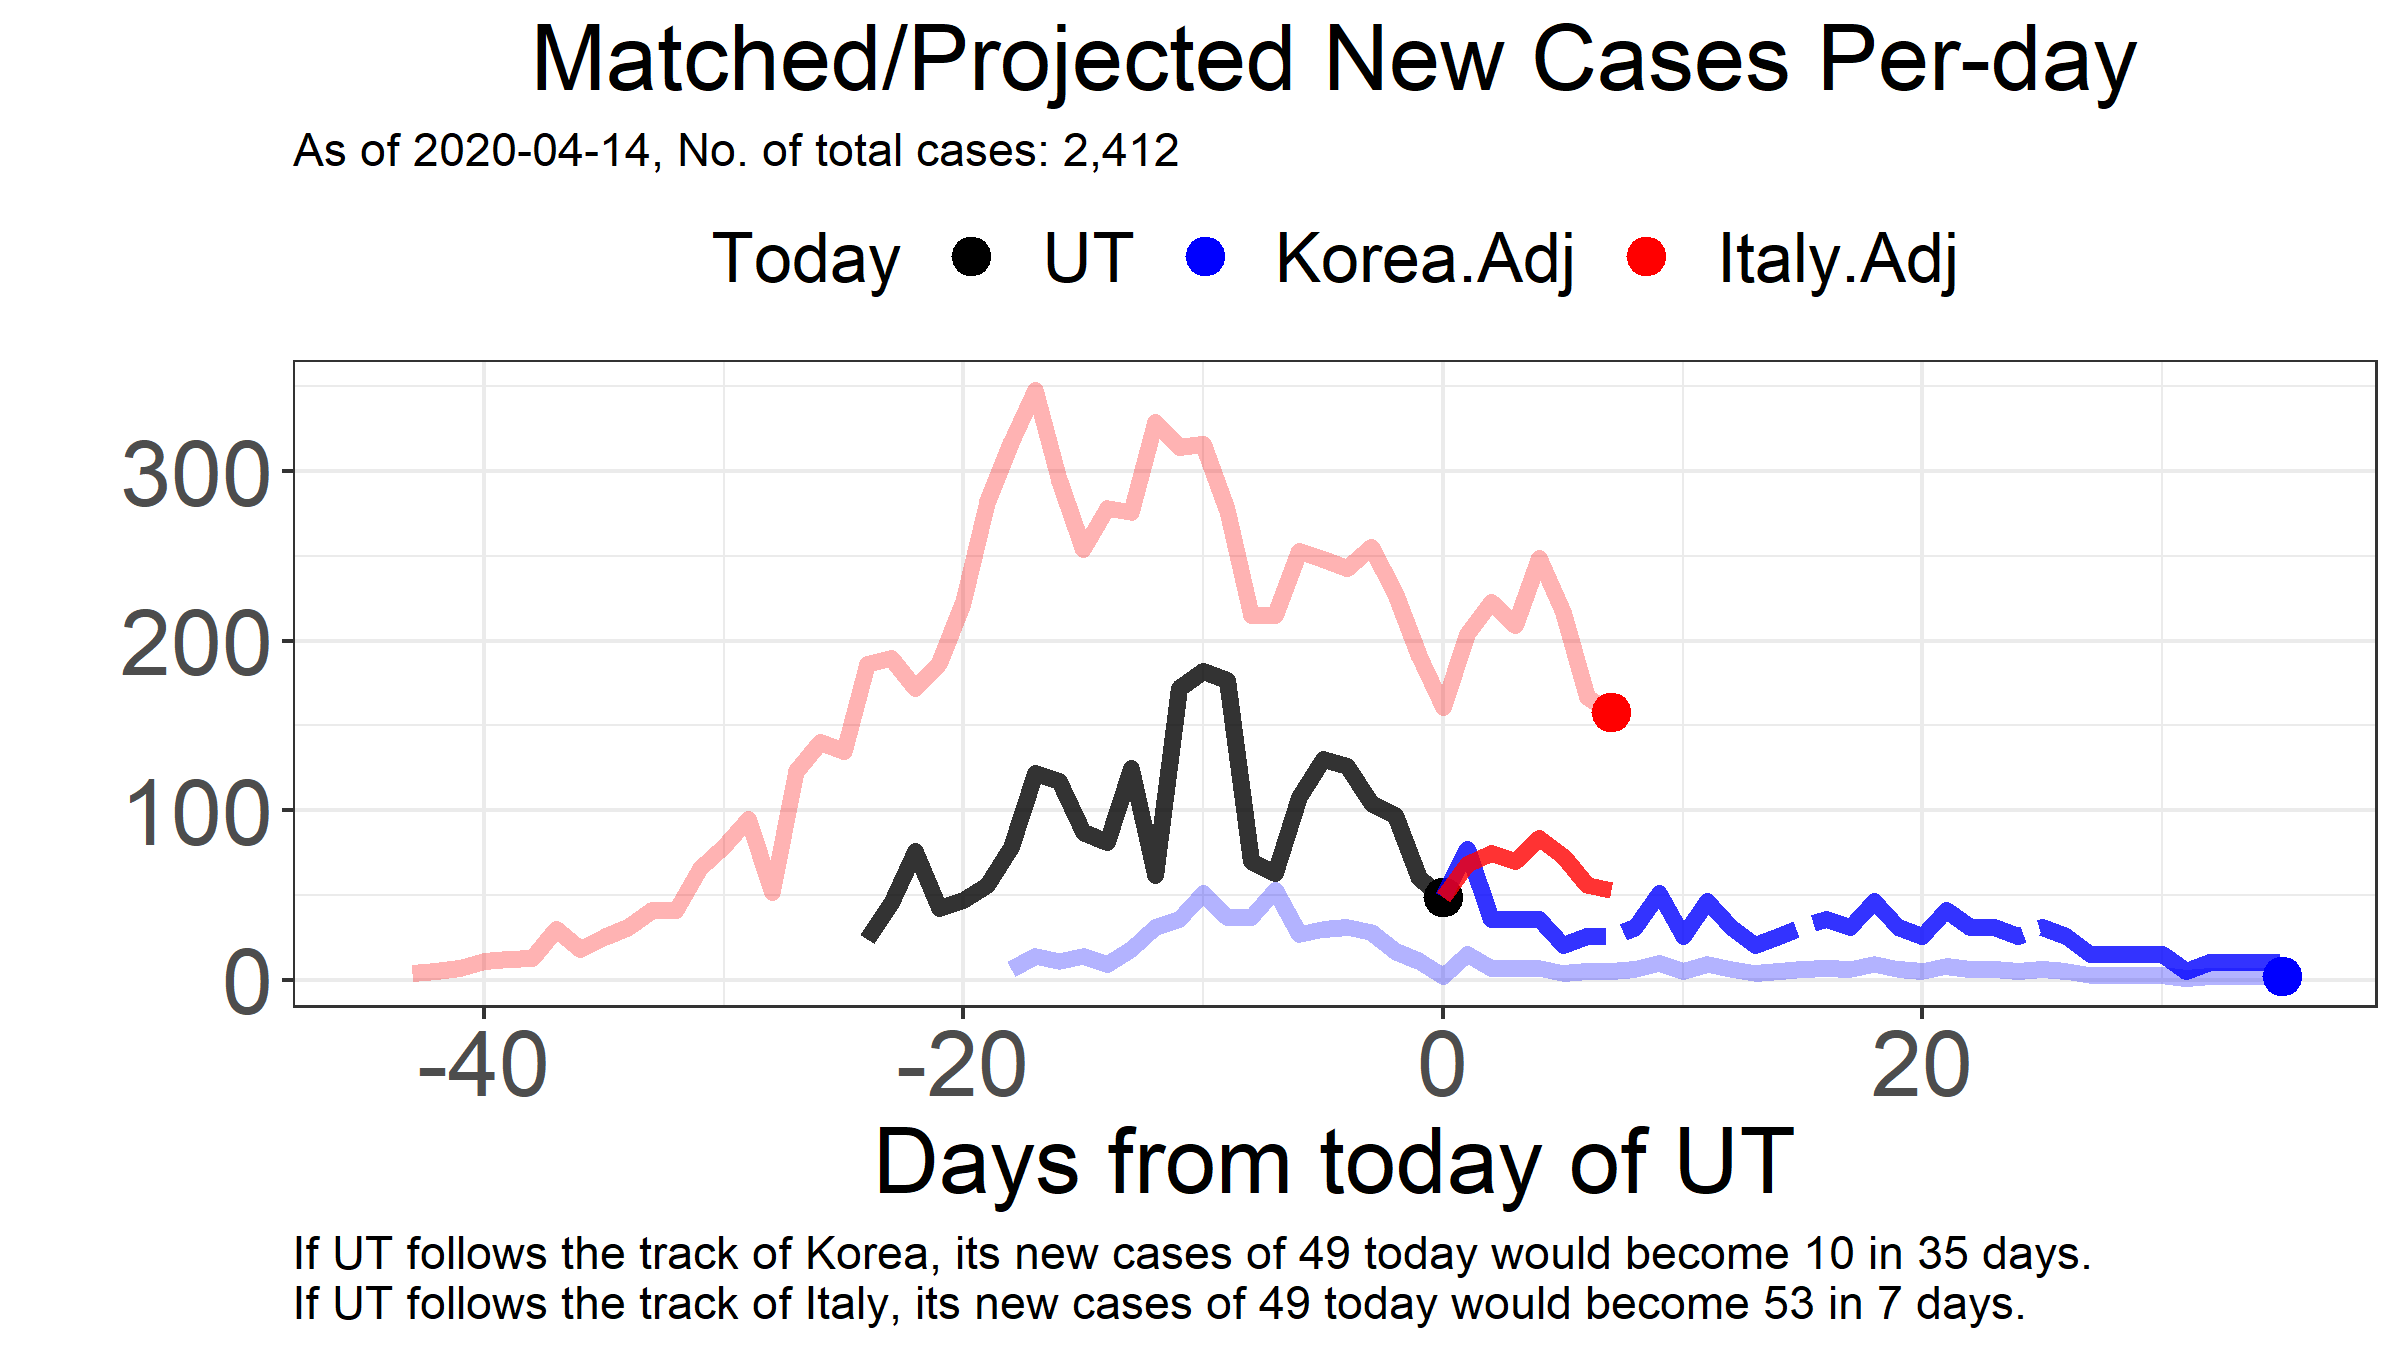 Matched/Projected New Cases Per-day
As of 2020-04-14, No. of total cases: 2,412
Today UT Korea.Adj Italy.Adj
300
200
100
0
-40 -20 0 20
Days from today of UT
If UT follows the track of Korea, its new cases of 49 today would become 10 in 35 days.
If UT follows the track of Italy, its new cases of 49 today would become 53 in 7 days.